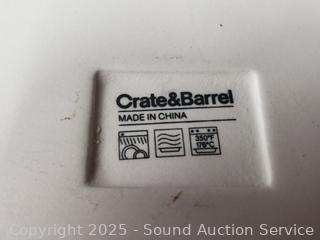 Crate&Barrel
MADE IN CHINA
350°F
176°C
Copyright © 2025 - Sound Auction Service